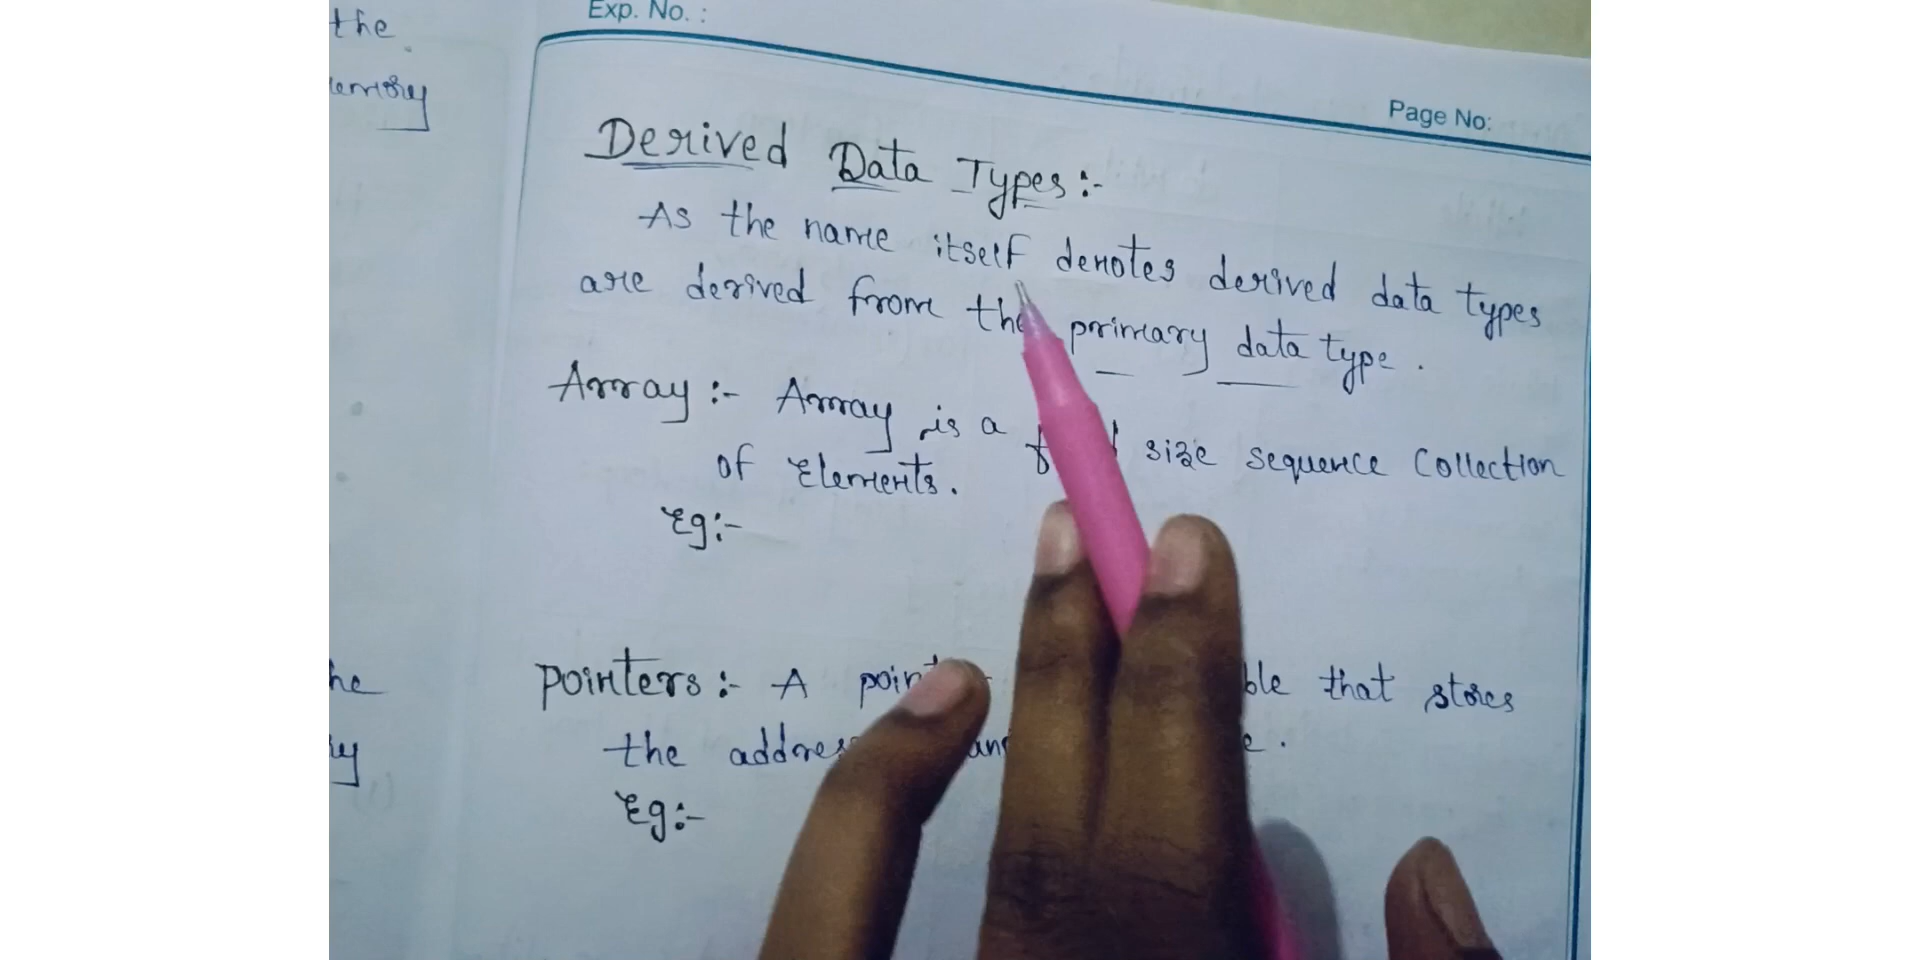 the
Exp. No. :
Page No:
Derived Data Types :-
As the name itself denotes derived data types
are derived from the primary data type.
Array :- Array is a size sequence Collection
of Elements.
Eg:-
Pointers :- A that stores
the
Eg:-